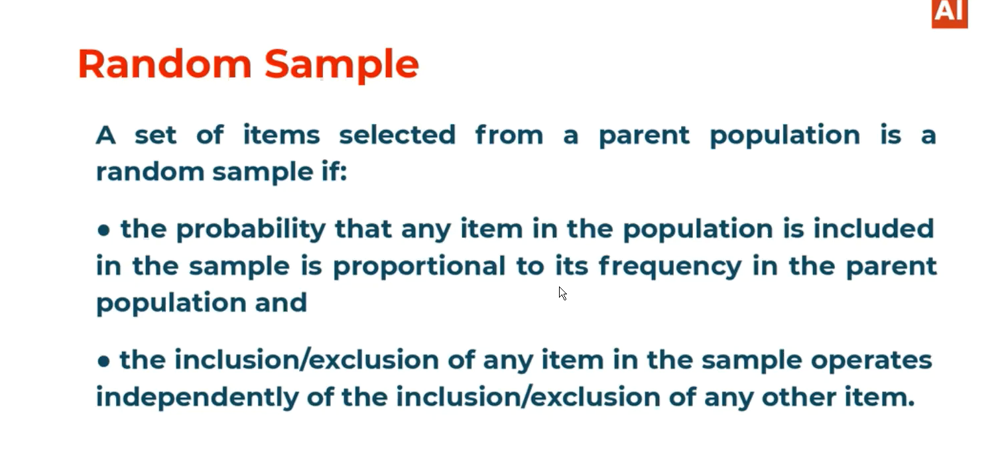 AI
Random Sample
A set of items selected from a parent population is a
random sample if:
● the probability that any item in the population is included
in the sample is proportional to its frequency in the parent
population and
● the inclusion/exclusion of any item in the sample operates
independently of the inclusion/exclusion of any other item.